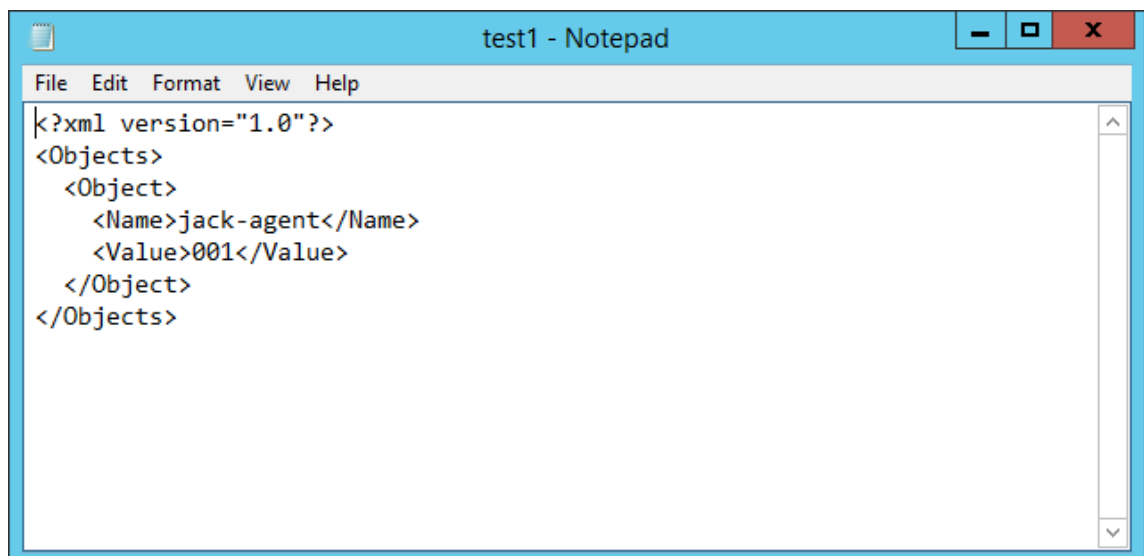 test1 - Notepad
File Edit Format View Help
<?xml version="1.0"?>
<Objects>
  <Object>
    <Name>jack-agent</Name>
    <Value>001</Value>
  </Object>
</Objects>